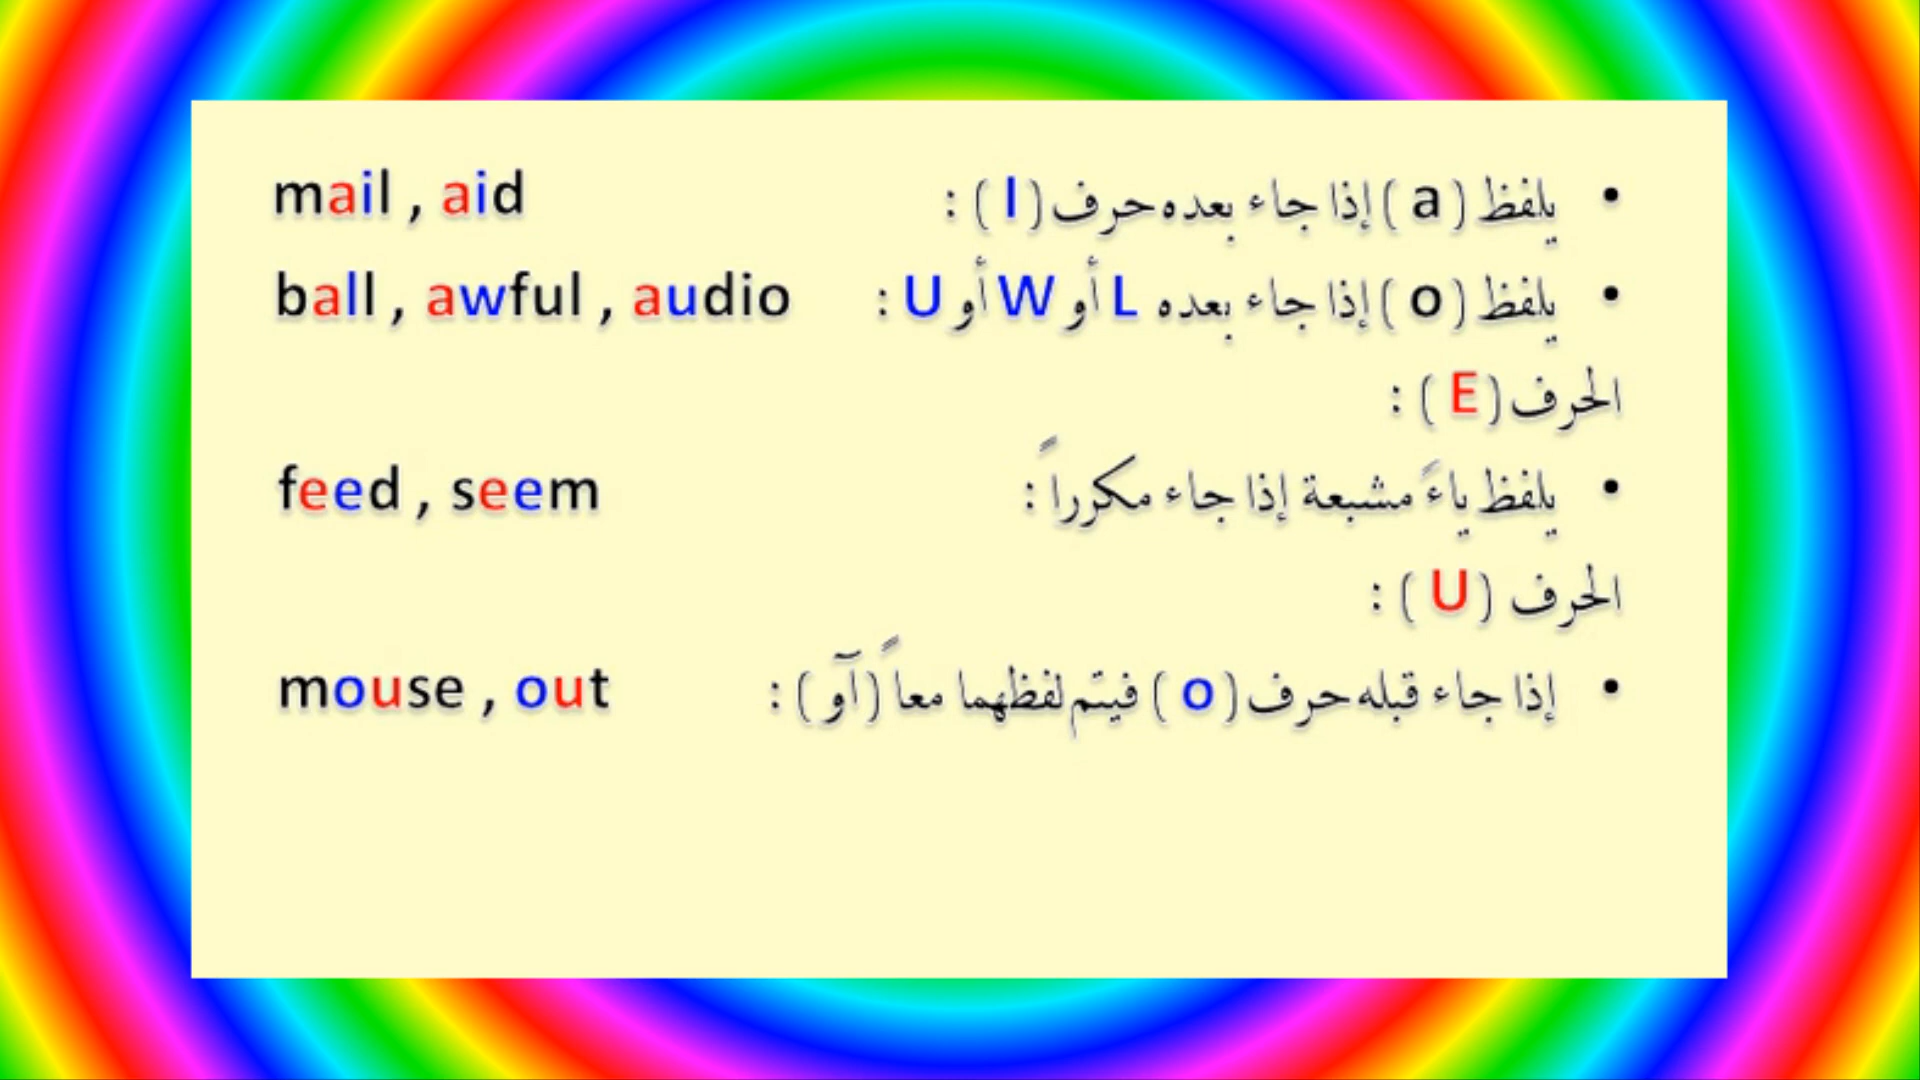 • يلفظ ( a ) إذا جاء بعده حرف ( I ) : mail , aid
• يلفظ ( o ) إذا جاء بعده L أو W أو U : ball , awful , audio
الحرف ( E ) :
• يلفظ ياءً مشبعة إذا جاء مكرراً : feed , seem
الحرف ( U ) :
• إذا جاء قبله حرف ( o ) فيتم لفظهما معاً ( آو ) : mouse , out